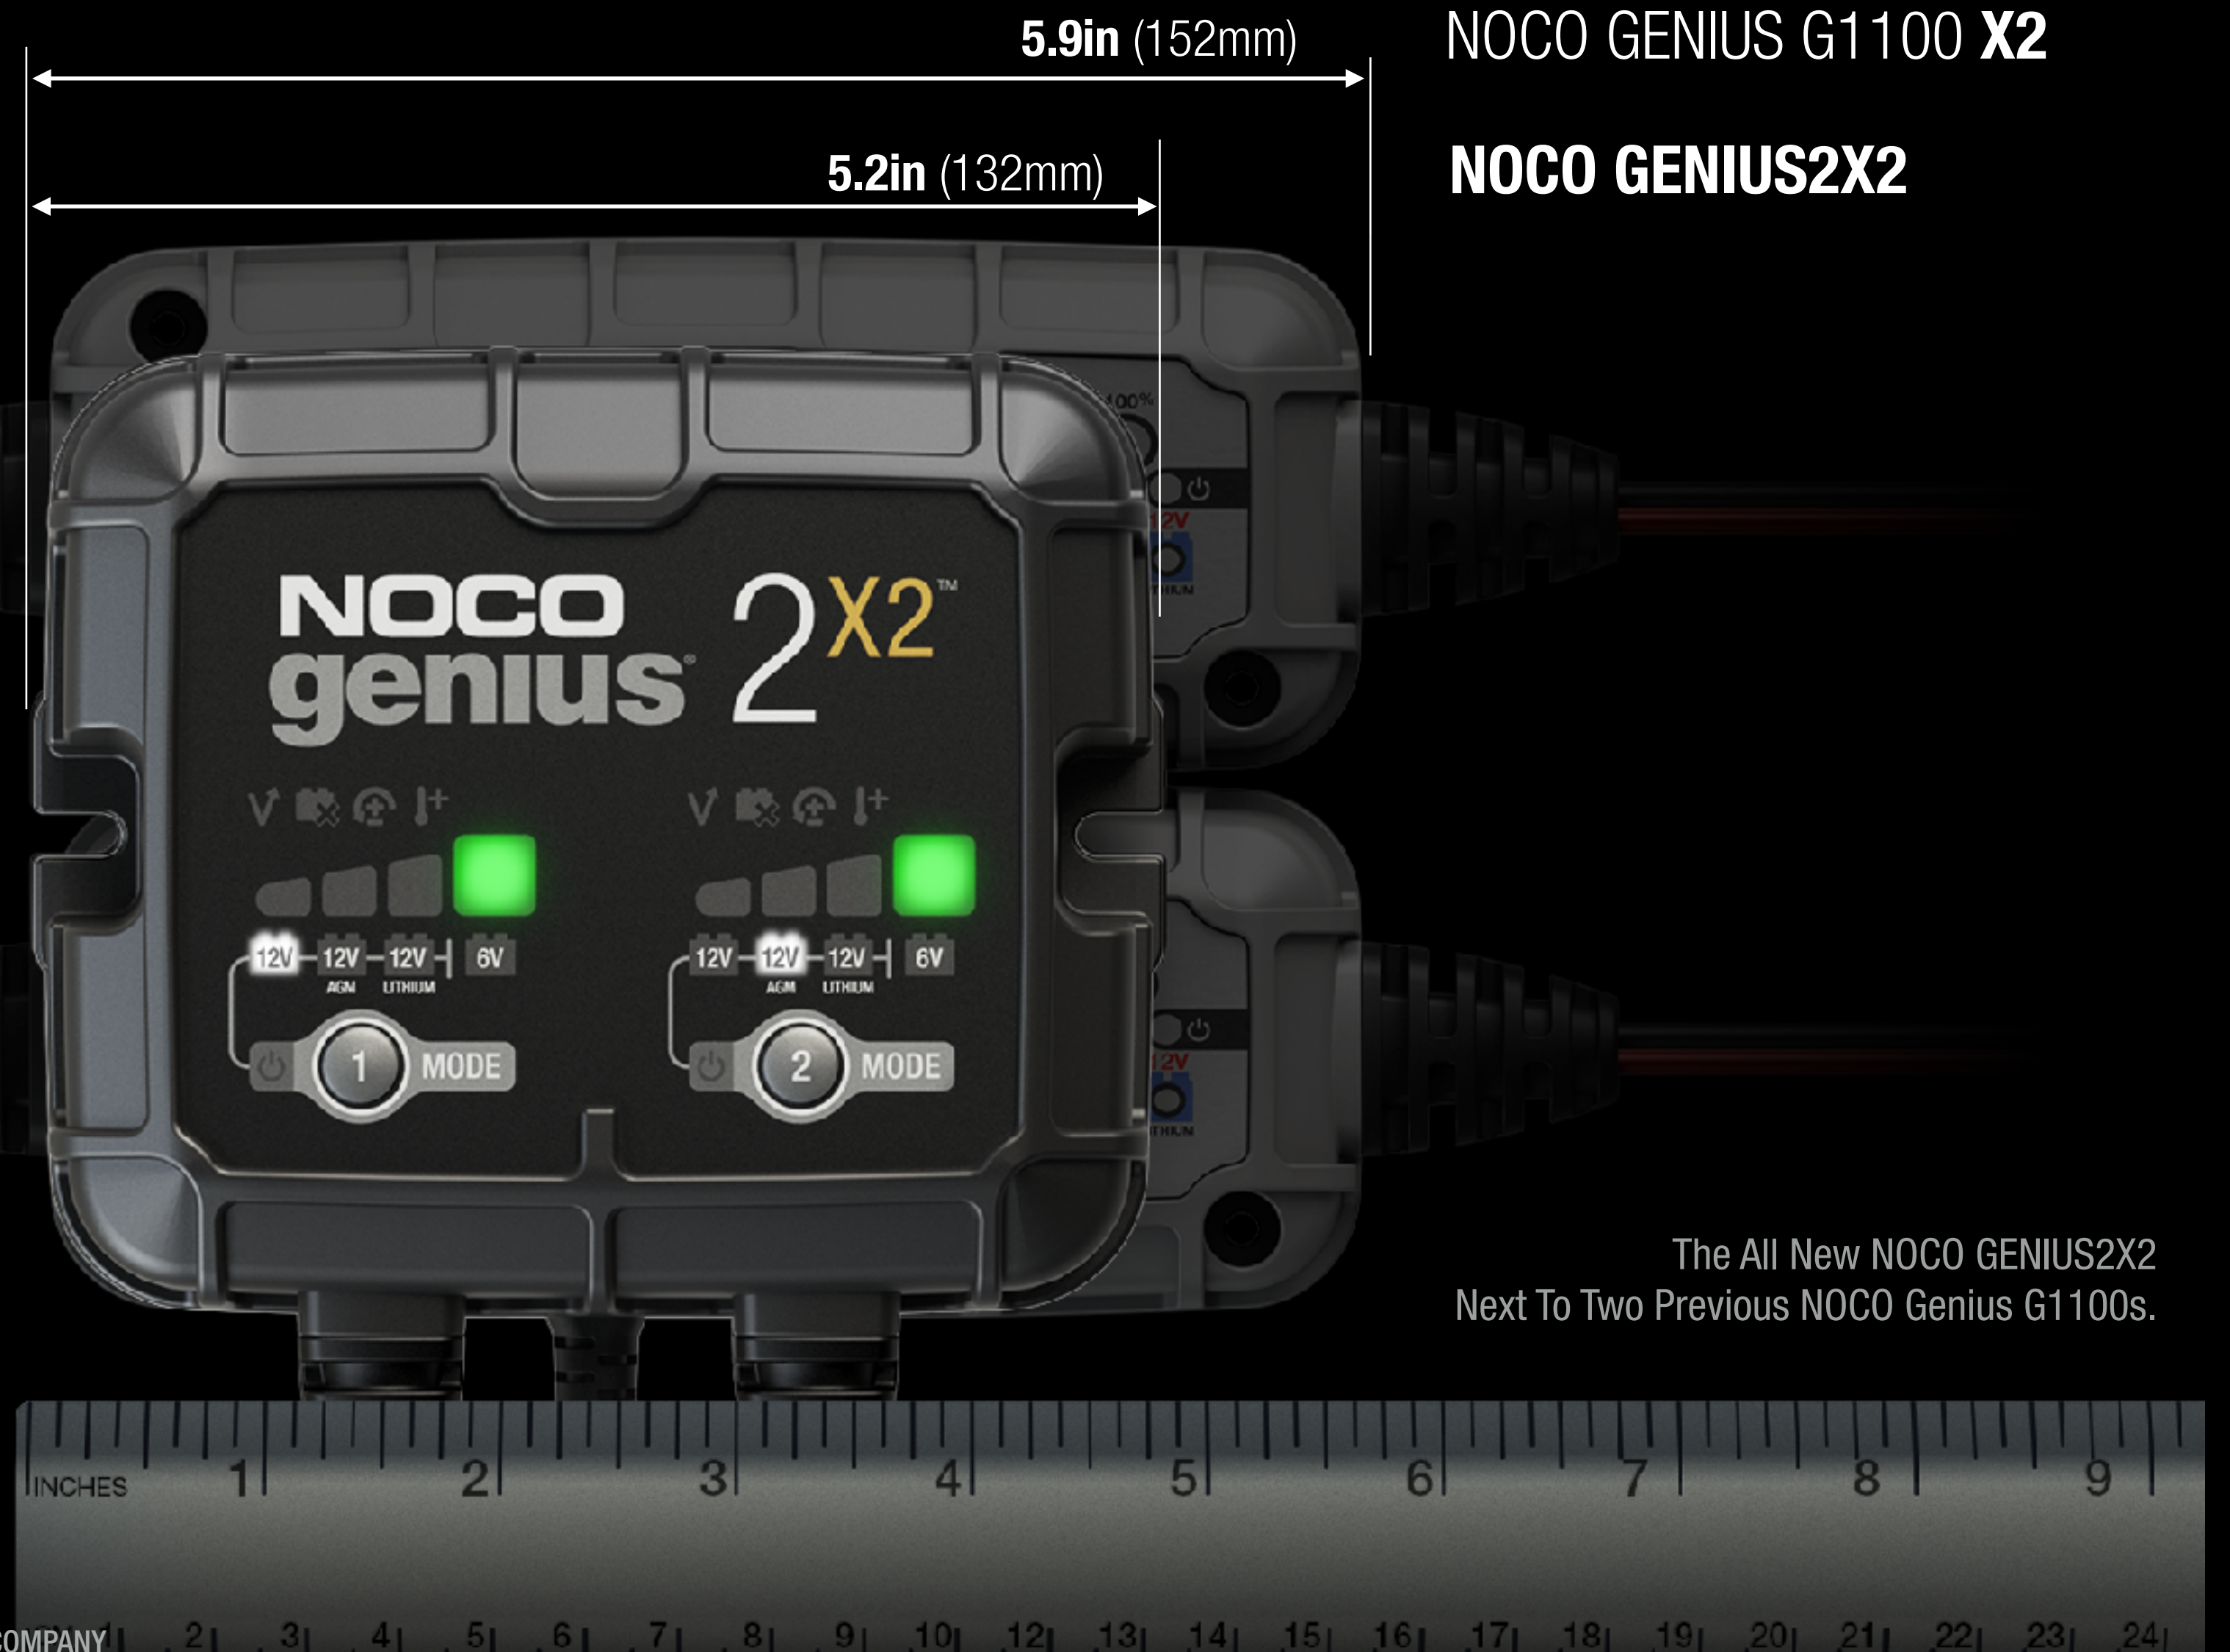 5.9in (152mm)
NOCO GENIUS G1100 X2
5.2in (132mm)
NOCO GENIUS2X2
100%
12V
NOCO
genius® 2X2™
12V 12V 12V 6V
AGM LITHIUM
1 MODE
12V 12V 12V 6V
AGM LITHIUM
2 MODE
12V
The All New NOCO GENIUS2X2
Next To Two Previous NOCO Genius G1100s.
INCHES 1 2 3 4 5 6 7 8 9
COMPANY
1 2 3 4 5 6 7 8 9 10 12 13 14 15 16 17 18 19 20 21 22 23 24